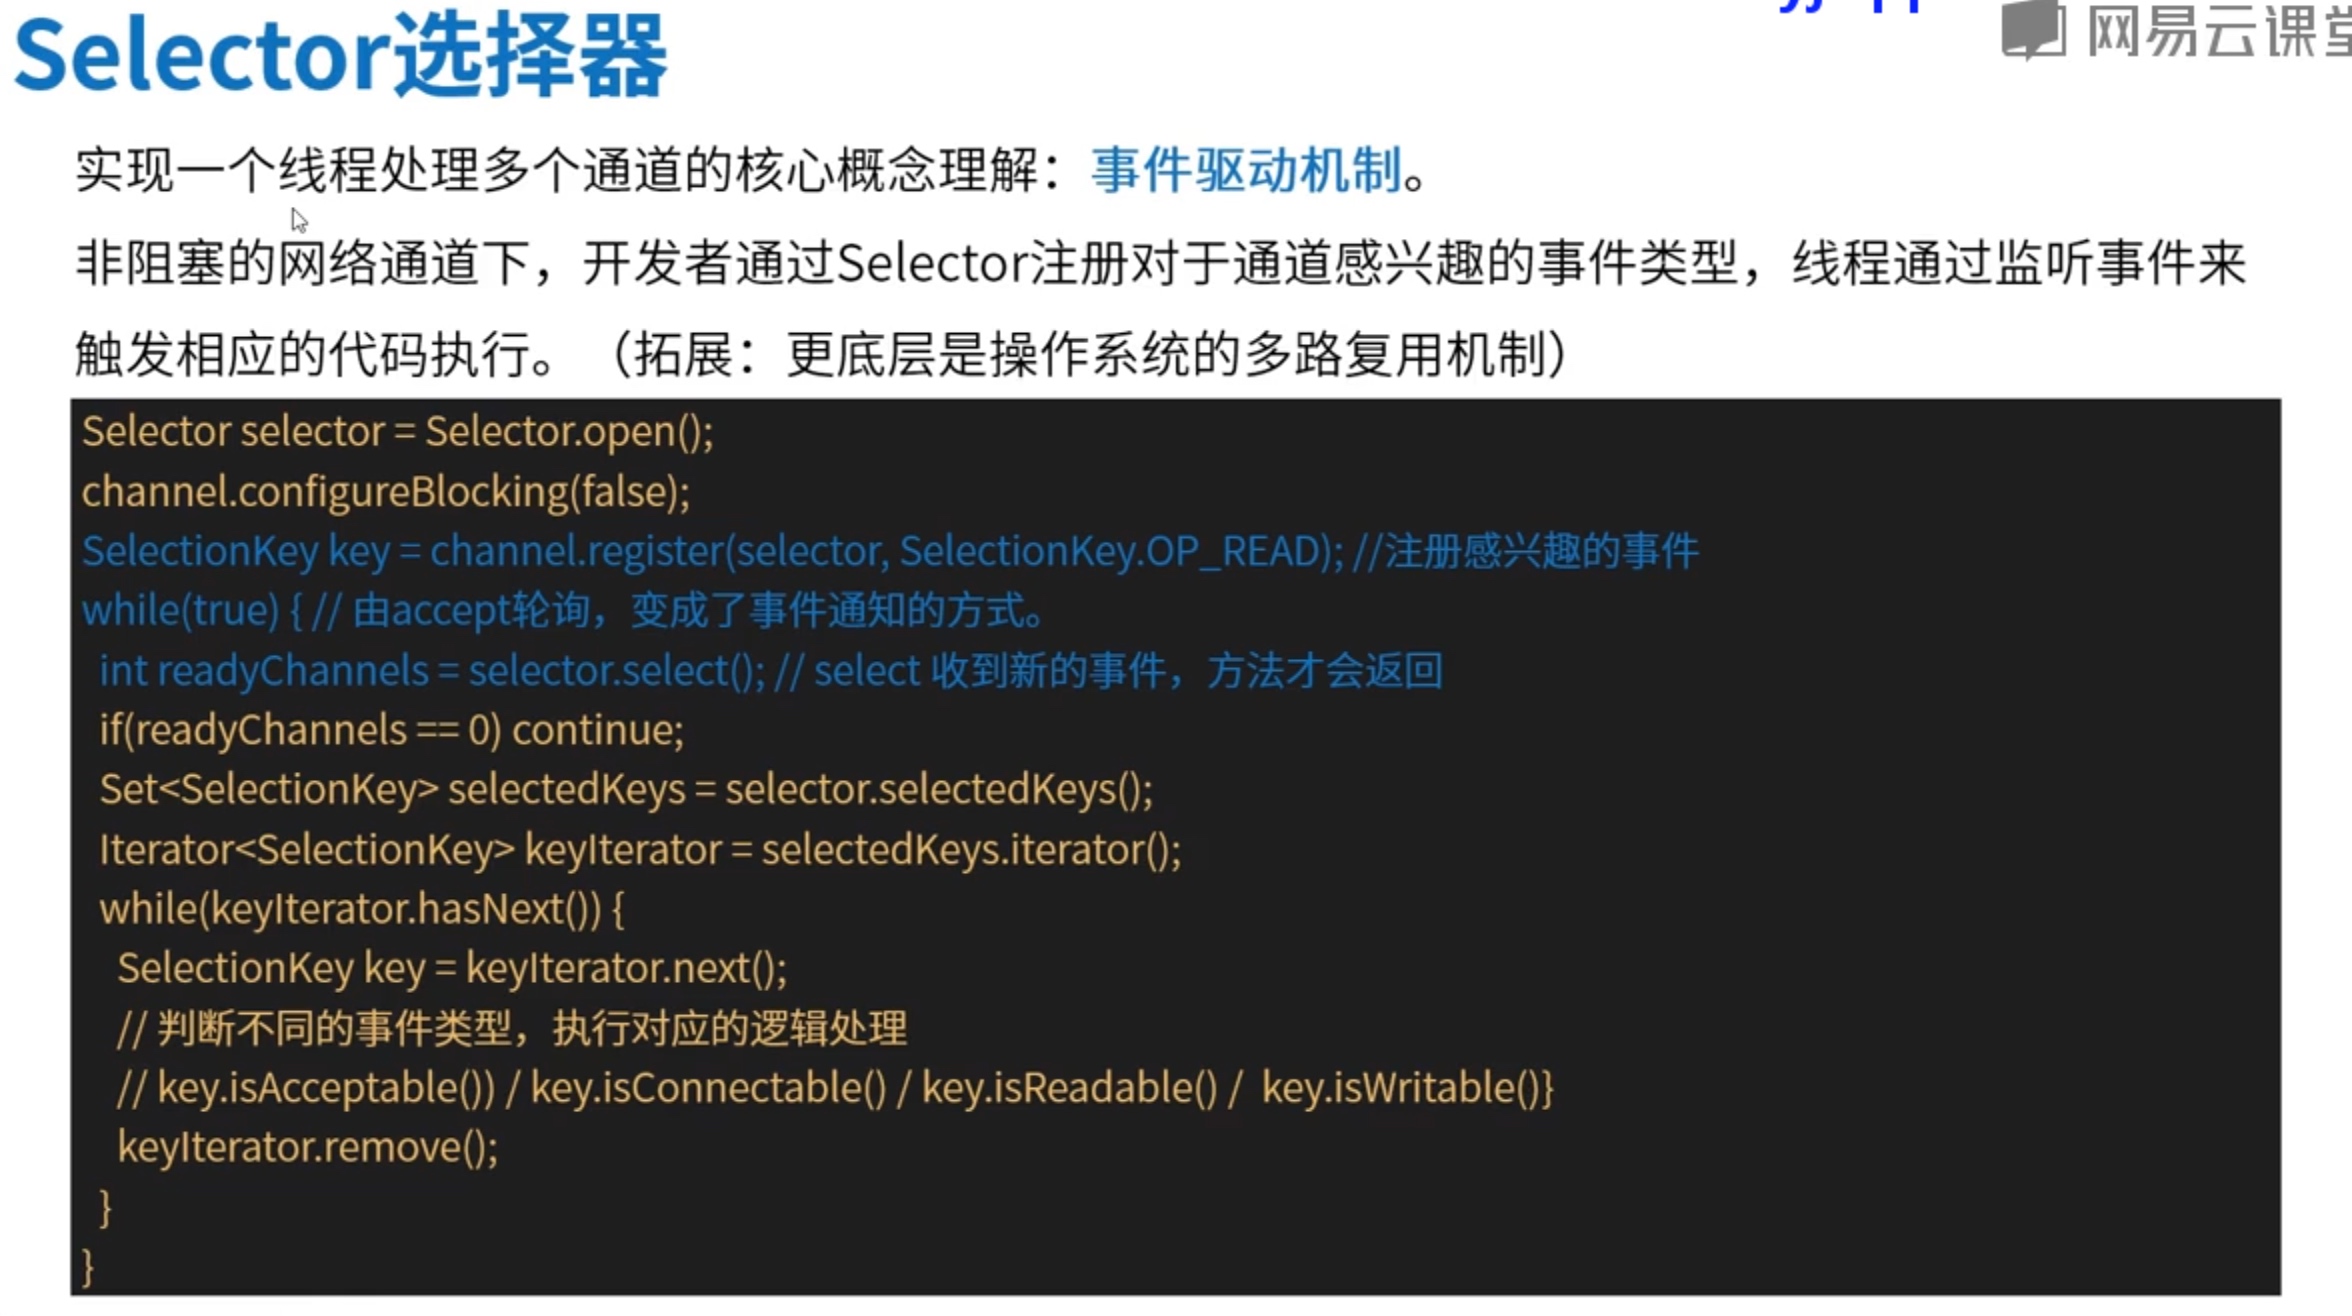 Selector选择器
网易云课堂
实现一个线程处理多个通道的核心概念理解：事件驱动机制。
非阻塞的网络通道下，开发者通过Selector注册对于通道感兴趣的事件类型，线程通过监听事件来
触发相应的代码执行。（拓展：更底层是操作系统的多路复用机制）
Selector selector = Selector.open();
channel.configureBlocking(false);
SelectionKey key = channel.register(selector, SelectionKey.OP_READ); //注册感兴趣的事件
while(true) { // 由accept轮询，变成了事件通知的方式。
int readyChannels = selector.select(); // select 收到新的事件，方法才会返回
if(readyChannels == 0) continue;
Set<SelectionKey> selectedKeys = selector.selectedKeys();
Iterator<SelectionKey> keyIterator = selectedKeys.iterator();
while(keyIterator.hasNext()) {
SelectionKey key = keyIterator.next();
// 判断不同的事件类型，执行对应的逻辑处理
// key.isAcceptable()) / key.isConnectable() / key.isReadable() /  key.isWritable()}
keyIterator.remove();
}
}